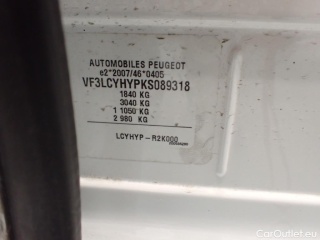 AUTOMOBILES PEUGEOT
e2*2007/46*0405
VF3LCYHYPKS089318
1840 KG
3040 KG
1 1050 KG
2 980 KG
LCYHYP - R2K000
CarOutlet.eu